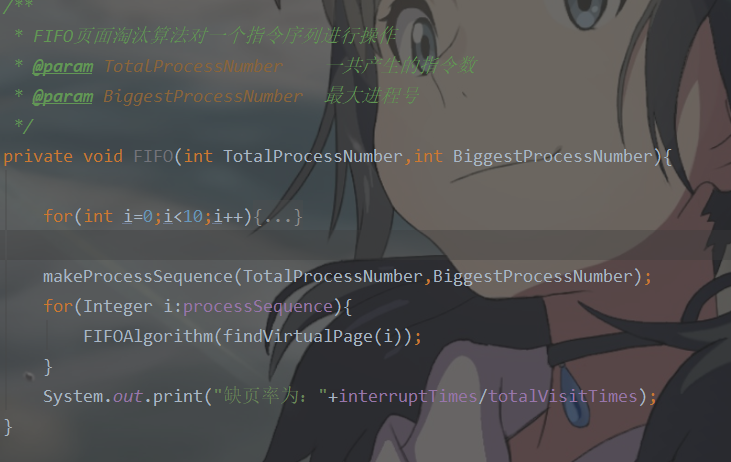 /**
 * FIFO页面淘汰算法对一个指令序列进行操作
 * @param TotalProcessNumber 一共产生的指令数
 * @param BiggestProcessNumber 最大进程号
 */
private void FIFO(int TotalProcessNumber,int BiggestProcessNumber){
for(int i=0;i<10;i++){...}
makeProcessSequence(TotalProcessNumber,BiggestProcessNumber);
for(Integer i:processSequence){
FIFOAlgorithm(findVirtualPage(i));
}
System.out.print("缺页率为："+interruptTimes/totalVisitTimes);
}